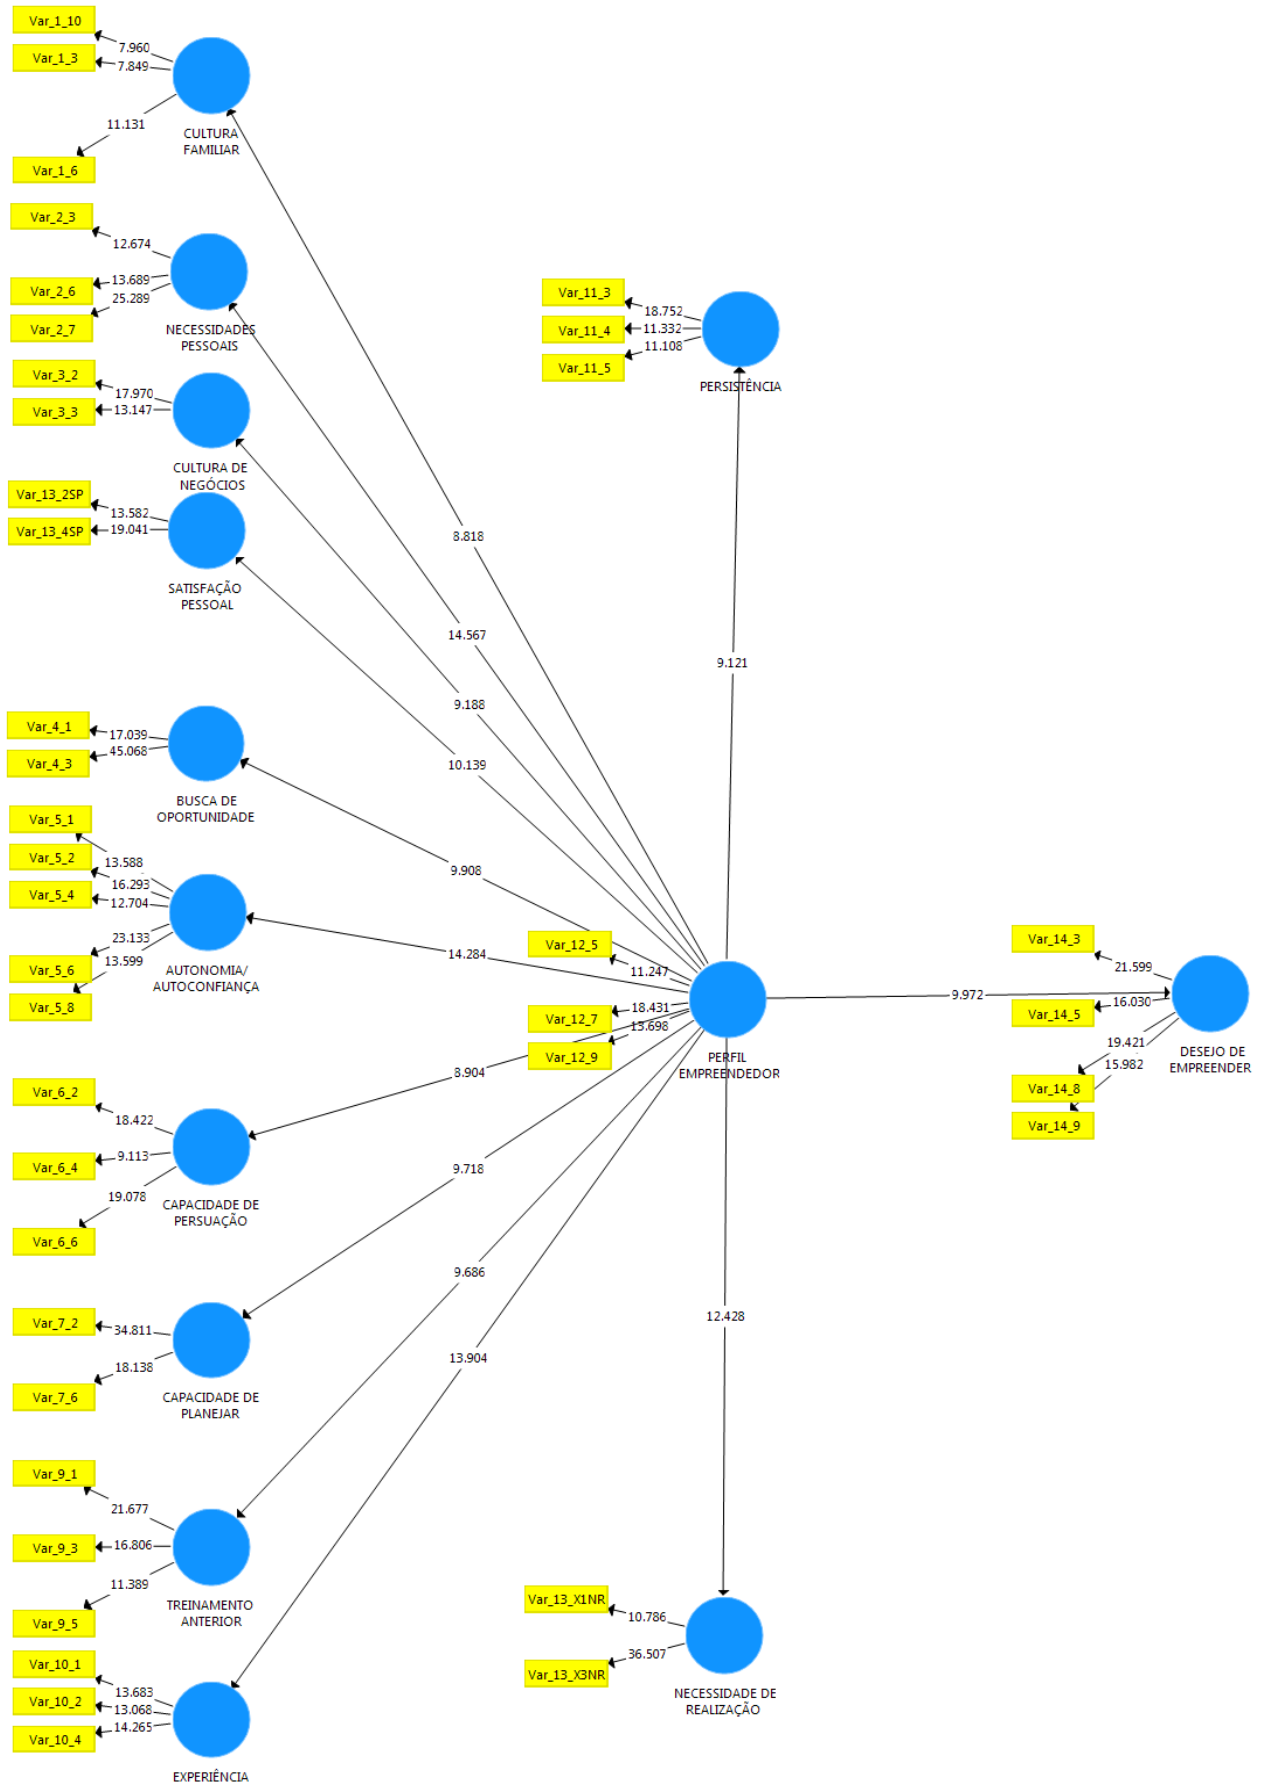 Var_1_10
7.960
Var_1_3
7.849
11.131
CULTURA
FAMILIAR
Var_1_6
Var_2_3
12.674
Var_2_6
13.689
25.289
Var_2_7
NECESSIDADES
PESSOAIS
Var_3_2
17.970
Var_3_3
13.147
CULTURA DE
NEGÓCIOS
Var_13_2SP
13.582
Var_13_4SP
19.041
SATISFAÇÃO
PESSOAL
Var_4_1
17.039
Var_4_3
45.068
BUSCA DE
OPORTUNIDADE
Var_5_1
13.588
Var_5_2
16.293
Var_5_4
12.704
23.133
Var_5_6
13.599
Var_5_8
AUTONOMIA/
AUTOCONFIANÇA
Var_6_2
18.422
Var_6_4
9.113
19.078
Var_6_6
CAPACIDADE DE
PERSUAÇÃO
Var_7_2
34.811
18.138
Var_7_6
CAPACIDADE DE
PLANEJAR
Var_9_1
21.677
Var_9_3
16.806
11.389
Var_9_5
TREINAMENTO
ANTERIOR
Var_10_1
13.683
Var_10_2
13.068
14.265
Var_10_4
EXPERIÊNCIA
8.818
14.567
9.188
10.139
9.908
14.284
8.904
9.718
9.686
13.904
Var_11_3
18.752
Var_11_4
11.332
11.108
Var_11_5
PERSISTÊNCIA
9.121
Var_12_5
11.247
Var_12_7
18.431
13.698
Var_12_9
PERFIL
EMPREENDEDOR
12.428
Var_13_X1NR
10.786
36.507
Var_13_X3NR
NECESSIDADE DE
REALIZAÇÃO
9.972
Var_14_3
21.599
Var_14_5
16.030
19.421
15.982
Var_14_8
Var_14_9
DESEJO DE
EMPREENDER